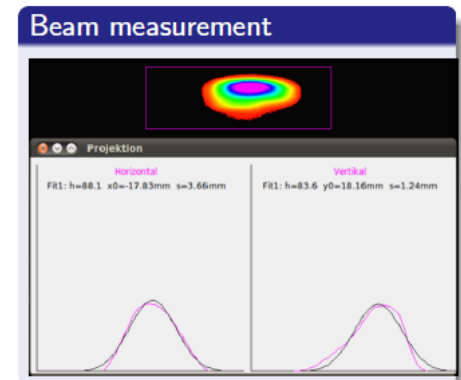 Beam measurement
Projektion
Horizontal
Fit1: h=88.1 x0=-17.83mm s=3.66mm
Vertikal
Fit1: h=83.6 y0=18.16mm s=1.24mm